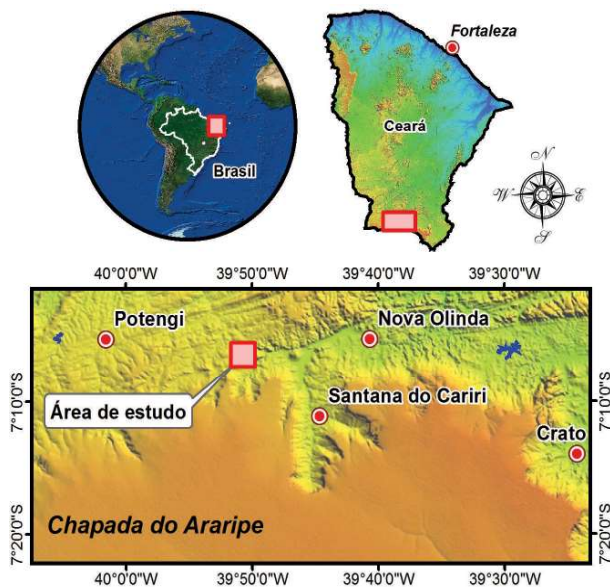 Fortaleza
Ceará
Brasil
N
W
E
S
40°00'0"W
39°50'0"W
39°40'0"W
39°30'0"W
Potengi
Nova Olinda
Área de estudo
Santana do Cariri
Crato
Chapada do Araripe
7°10'0"S
7°20'0"S
7°10'0"S
7°20'0"S
40°00'0"W
39°50'0"W
39°40'0"W
39°30'0"W